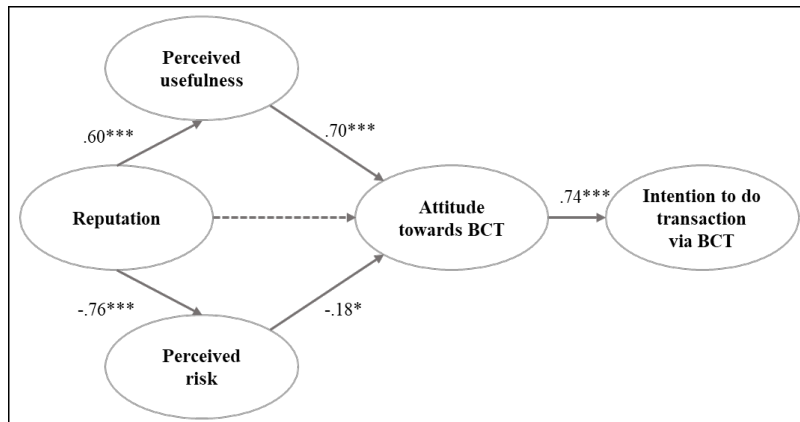 Perceived
usefulness
.60***
.70***
Reputation
Attitude
towards BCT
.74***
Intention to do
transaction
via BCT
-.76***
-.18*
Perceived
risk